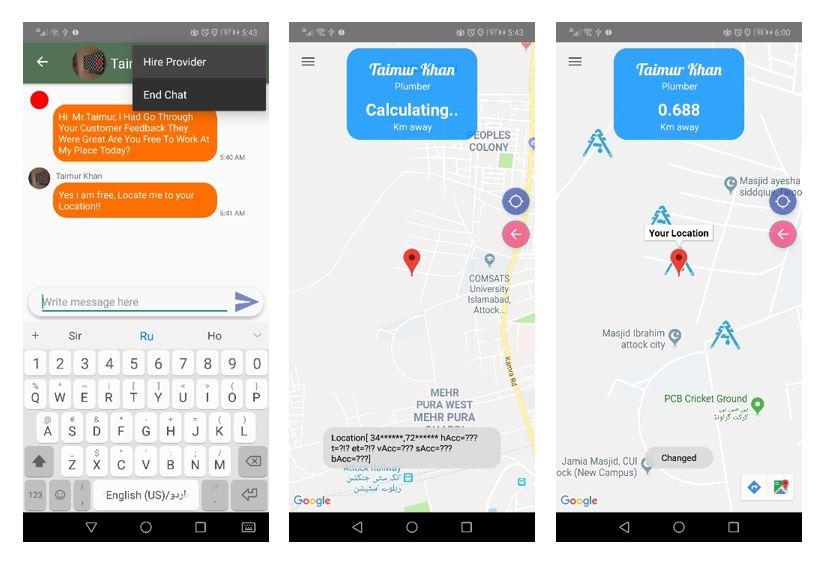 5:43
Tai
Hire Provider
End Chat
Hi Mr.Taimur, I Had Go Through
Your Customer Feedback They
Were Great Are You Free To Work At
My Place Today?
5:40 AM
Taimur Khan
Yes i am free, Locate me to your
Location!!
5:41 AM
Write message here
+ Sir Ru Ho
1 2 3 4 5 6 7 8 9 0
Q W E R T Y U I O P
A S D F G H J K L
Z X C V B N M
123 English (US)/اردو
5:43
Taimur Khan
Plumber
Calculating..
Km away
PEOPLES
COLONY
COMSATS
University
Islamabad,
Attock...
Kamra Rd
MEHR
PURA WEST
MEHR PURA
Location[ 34******,72****** hAcc=???
t=?!? et=?!? vAcc=??? sAcc=???
bAcc=???]
Attock Railway
اٹک سٹی جنکشن
ریلوے اسٹیشن
Google
6:00
Taimur Khan
Plumber
0.688
Km away
Masjid ayesha
siddqiue
Your Location
Masjid Ibrahim
attock city
PCB Cricket Ground
پی سی بی
کرکٹ گراؤنڈ
Changed
Jamia Masjid, CUI
ock (New Campus)
Google